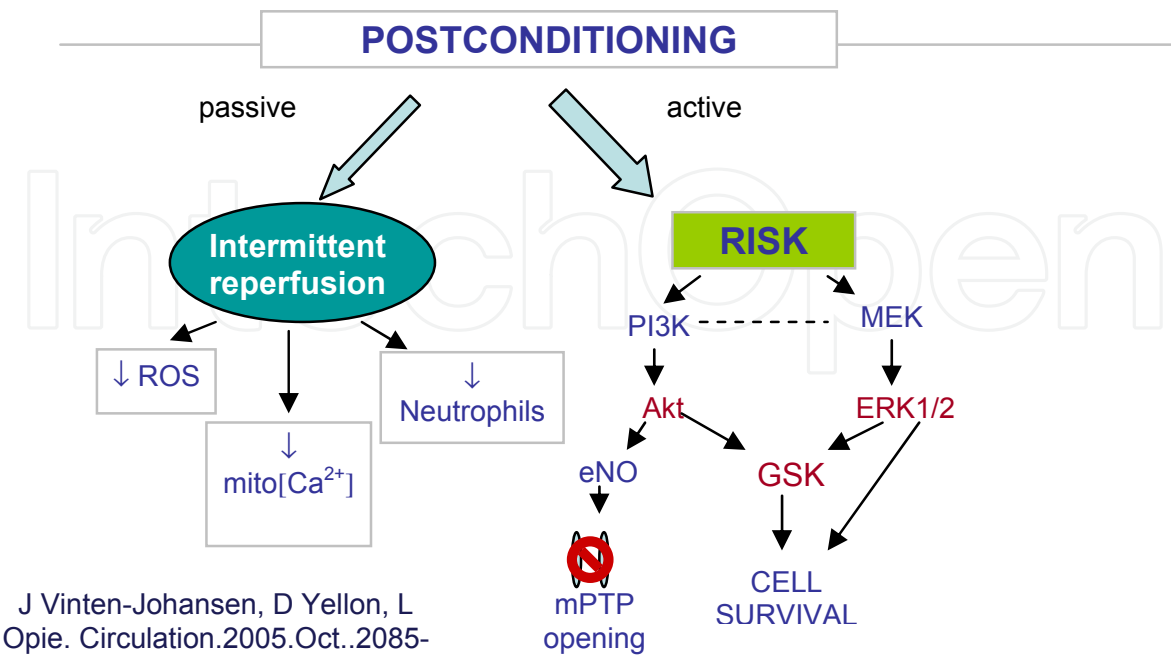 POSTCONDITIONING
passive
active
IntechOpen
Intermittent
reperfusion
RISK
PI3K
MEK
↓ ROS
↓
Neutrophils
Akt
ERK1/2
↓
mito[Ca²⁺]
eNO
GSK
mPTP
opening
CELL
SURVIVAL
J Vinten-Johansen, D Yellon, L
Opie. Circulation.2005.Oct..2085-